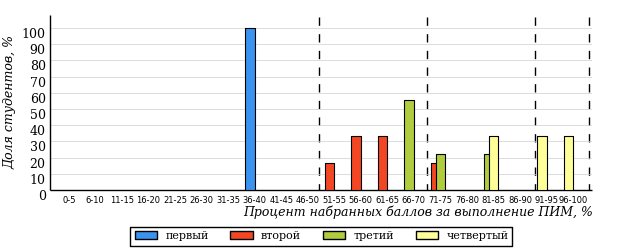 Доля студентов, %
100
90
80
70
60
50
40
30
20
10
0
0-5 6-10 11-15 16-20 21-25 26-30 31-35 36-40 41-45 46-50 51-55 56-60 61-65 66-70 71-75 76-80 81-85 86-90 91-95 96-100
Процент набранных баллов за выполнение ПИМ, %
первый второй третий четвертый